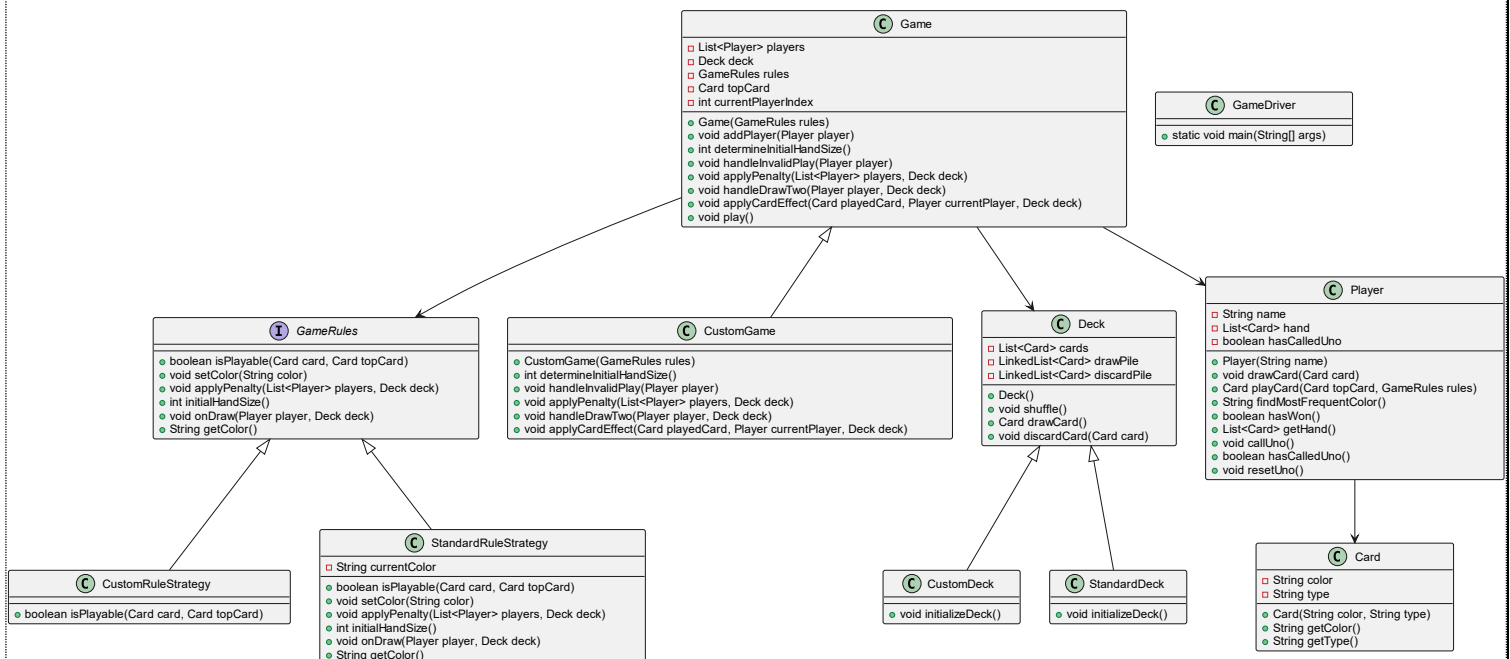 C Game
List<Player> players
Deck deck
GameRules rules
Card topCard
int currentPlayerIndex
Game(GameRules rules)
void addPlayer(Player player)
int determineInitialHandSize()
void handleInvalidPlay(Player player)
void applyPenalty(List<Player> players, Deck deck)
void handleDrawTwo(Player player, Deck deck)
void applyCardEffect(Card playedCard, Player currentPlayer, Deck deck)
void play()
C GameDriver
static void main(String[] args)
I GameRules
boolean isPlayable(Card card, Card topCard)
void setColor(String color)
void applyPenalty(List<Player> players, Deck deck)
int initialHandSize()
void onDraw(Player player, Deck deck)
String getColor()
C CustomGame
CustomGame(GameRules rules)
int determineInitialHandSize()
void handleInvalidPlay(Player player)
void applyPenalty(List<Player> players, Deck deck)
void handleDrawTwo(Player player, Deck deck)
void applyCardEffect(Card playedCard, Player currentPlayer, Deck deck)
C Deck
List<Card> cards
LinkedList<Card> drawPile
LinkedList<Card> discardPile
Deck()
void shuffle()
Card drawCard()
void discardCard(Card card)
C Player
String name
List<Card> hand
boolean hasCalledUno
Player(String name)
void drawCard(Card card)
Card playCard(Card topCard, GameRules rules)
String findMostFrequentColor()
boolean hasWon()
List<Card> getHand()
void callUno()
boolean hasCalledUno()
void resetUno()
C CustomRuleStrategy
boolean isPlayable(Card card, Card topCard)
C StandardRuleStrategy
String currentColor
boolean isPlayable(Card card, Card topCard)
void setColor(String color)
void applyPenalty(List<Player> players, Deck deck)
int initialHandSize()
void onDraw(Player player, Deck deck)
String getColor()
C CustomDeck
void initializeDeck()
C StandardDeck
void initializeDeck()
C Card
String color
String type
Card(String color, String type)
String getColor()
String getType()